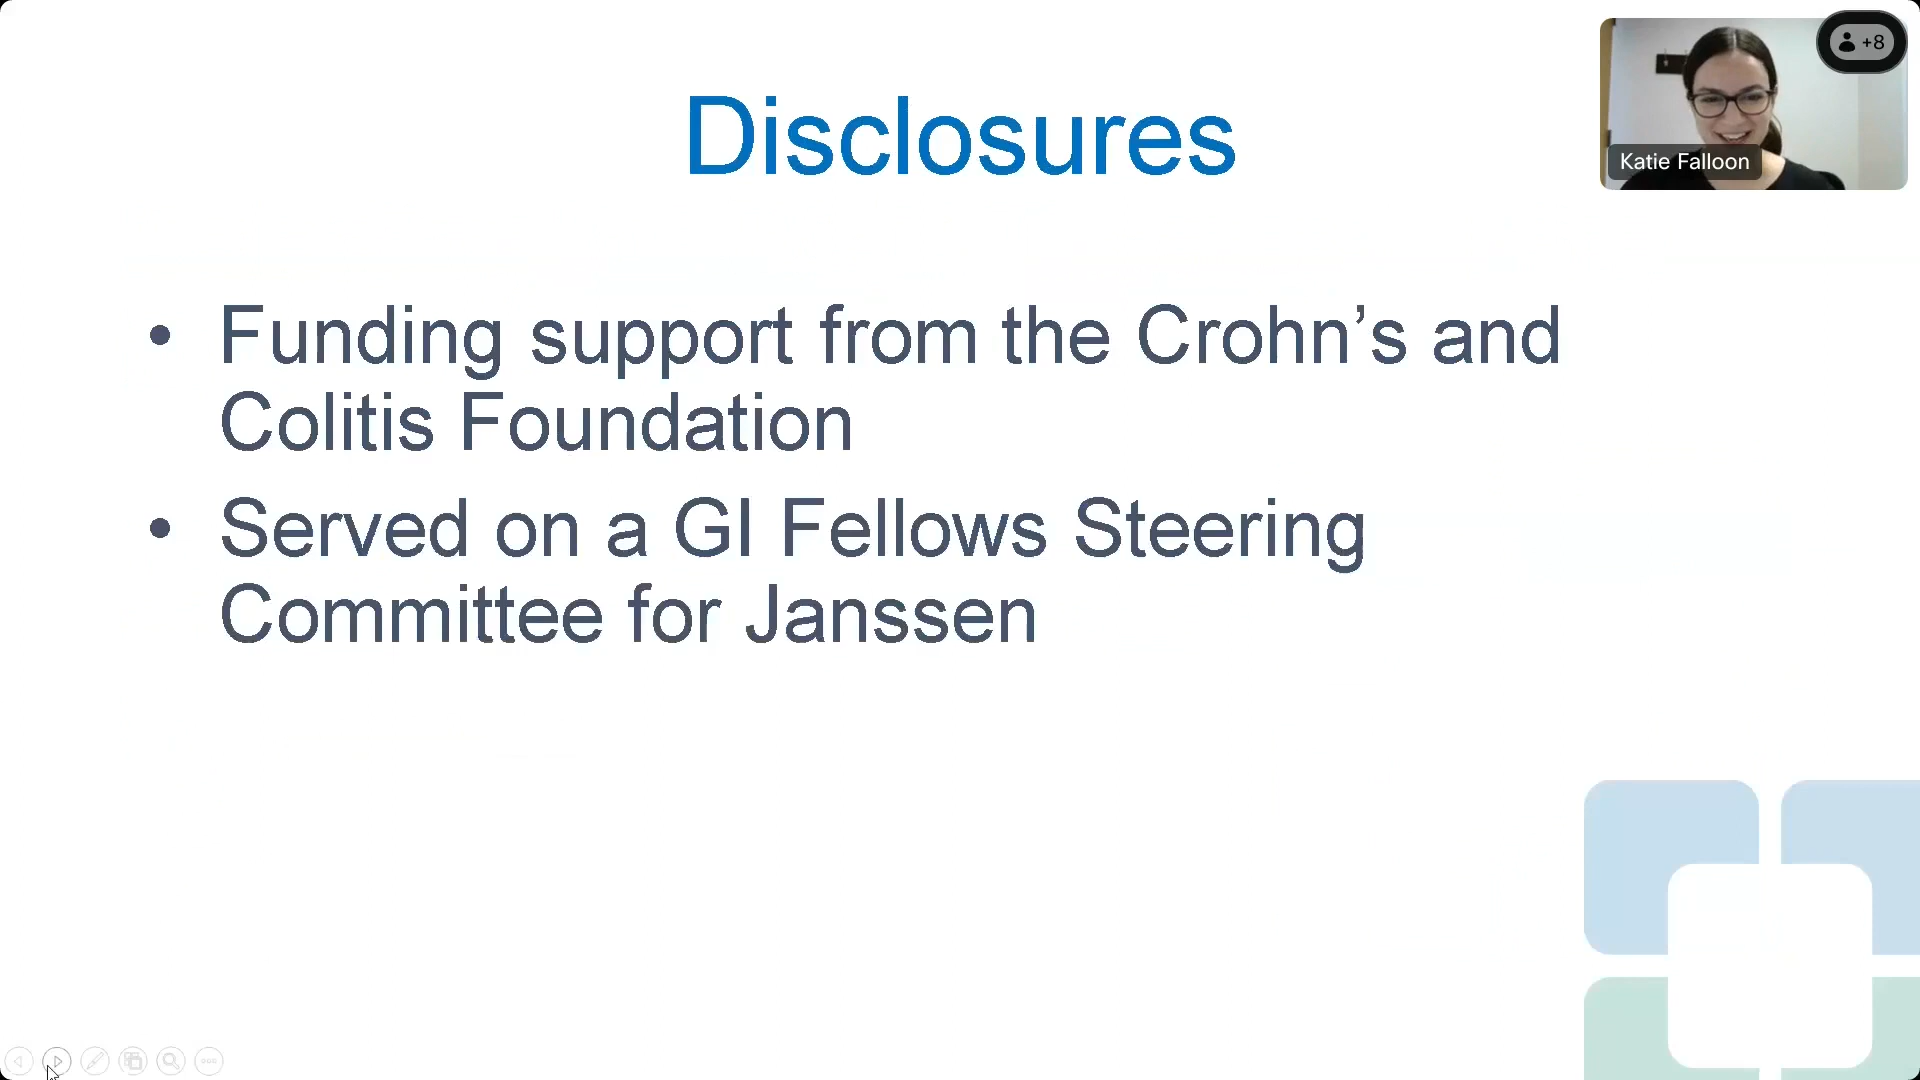 Disclosures
+8
Katie Falloon
• Funding support from the Crohn’s and
Colitis Foundation
• Served on a GI Fellows Steering
Committee for Janssen